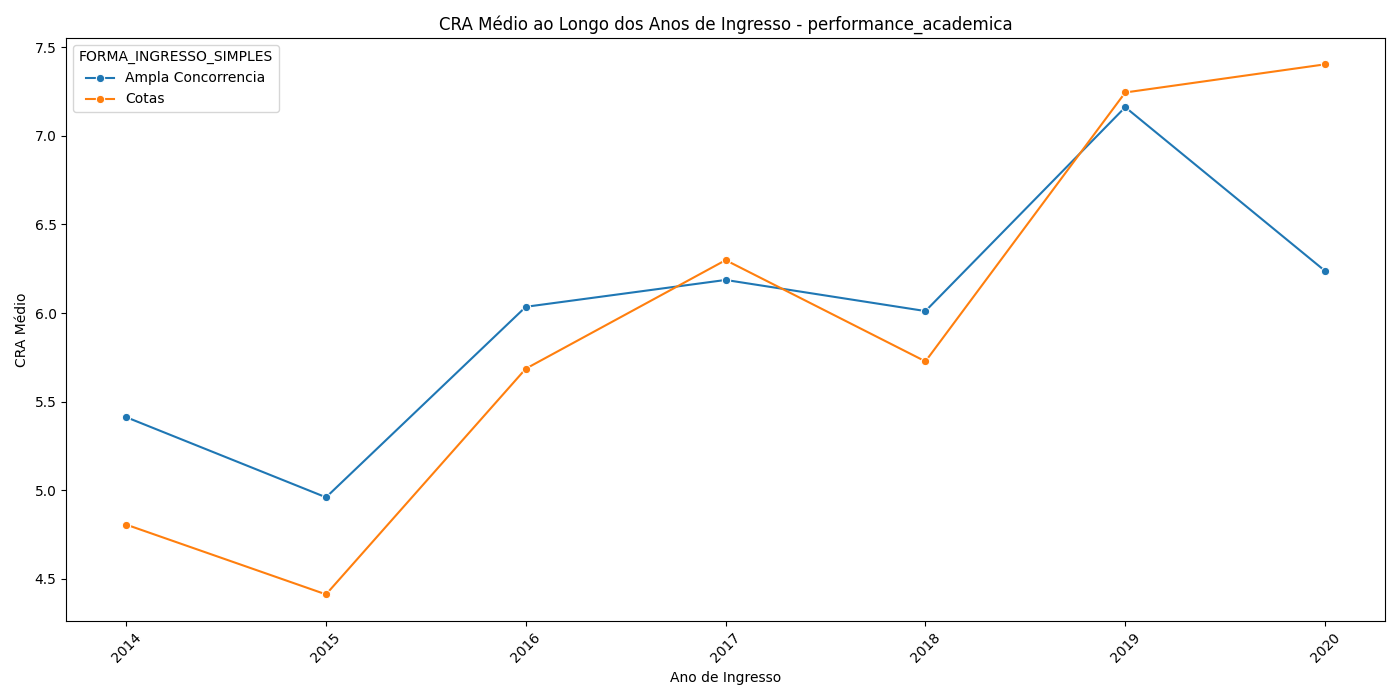 CRA Médio ao Longo dos Anos de Ingresso - performance_academica
FORMA_INGRESSO_SIMPLES
Ampla Concorrencia
Cotas
CRA Médio
7.5
7.0
6.5
6.0
5.5
5.0
4.5
2014
2015
2016
2017
2018
2019
2020
Ano de Ingresso